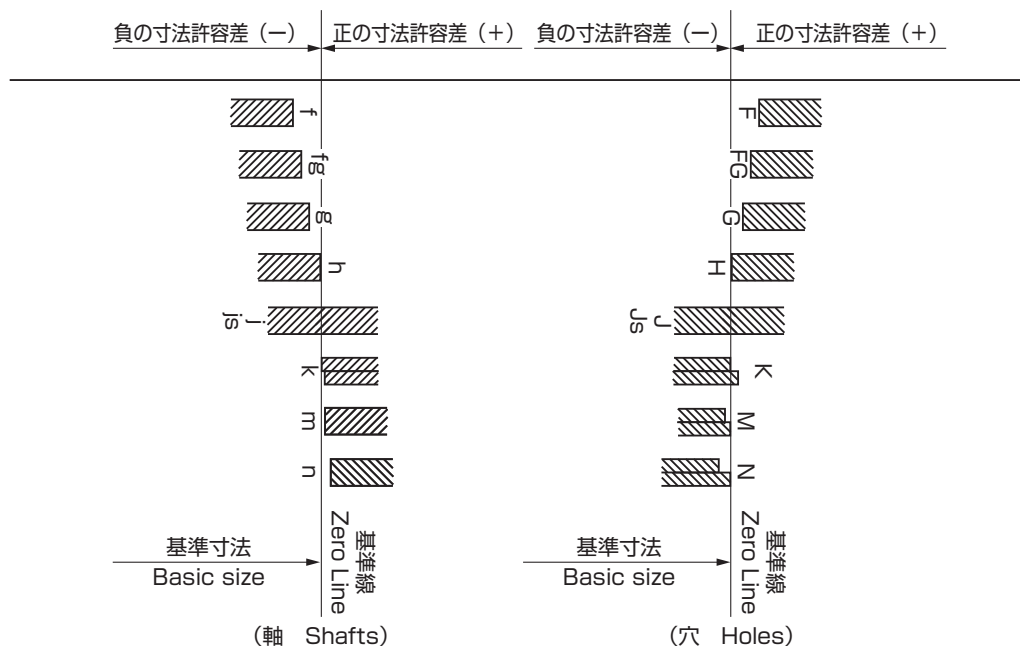 負の寸法許容差（－）
正の寸法許容差（＋）
負の寸法許容差（－）
正の寸法許容差（＋）
f
fg
g
h
j
js
k
m
n
基準寸法
Basic size
基準線
Zero Line
（軸 Shafts）
F
FG
G
H
J
Js
K
M
N
基準寸法
Basic size
基準線
Zero Line
（穴 Holes）